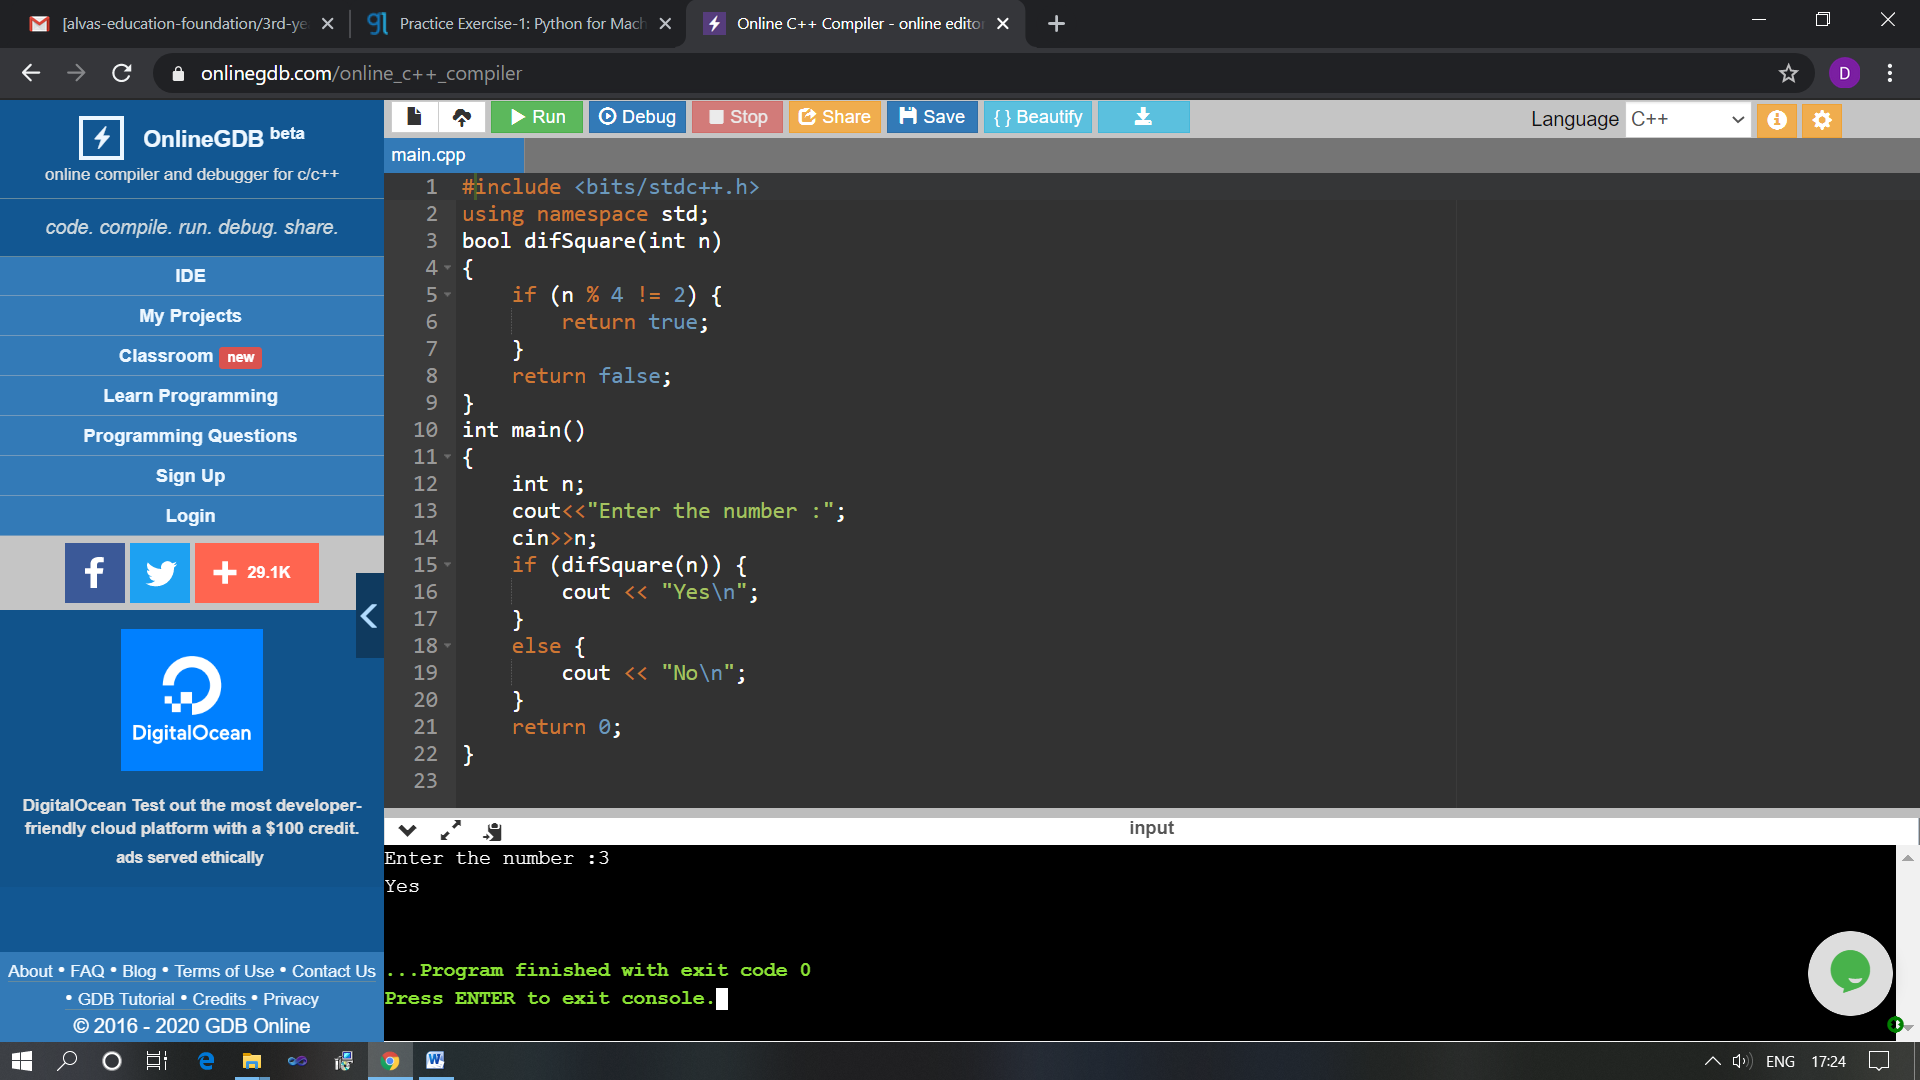 [alvas-education-foundation/3rd-ye
Practice Exercise-1: Python for Mach
Online C++ Compiler - online edito
onlinegdb.com/online_c++_compiler
D
OnlineGDB beta
online compiler and debugger for c/c++
code. compile. run. debug. share.
IDE
My Projects
Classroom new
Learn Programming
Programming Questions
Sign Up
Login
29.1K
DigitalOcean
DigitalOcean Test out the most developer-
friendly cloud platform with a $100 credit.
ads served ethically
About • FAQ • Blog • Terms of Use • Contact Us
• GDB Tutorial • Credits • Privacy
© 2016 - 2020 GDB Online
Run Debug Stop Share Save { } Beautify
Language C++
main.cpp
1 #include <bits/stdc++.h>
2 using namespace std;
3 bool difSquare(int n)
4 {
5 if (n % 4 != 2) {
6 return true;
7 }
8 return false;
9 }
10 int main()
11 {
12 int n;
13 cout<<"Enter the number :";
14 cin>>n;
15 if (difSquare(n)) {
16 cout << "Yes\n";
17 }
18 else {
19 cout << "No\n";
20 }
21 return 0;
22 }
23
input
Enter the number :3
Yes
...Program finished with exit code 0
Press ENTER to exit console.
ENG 17:24